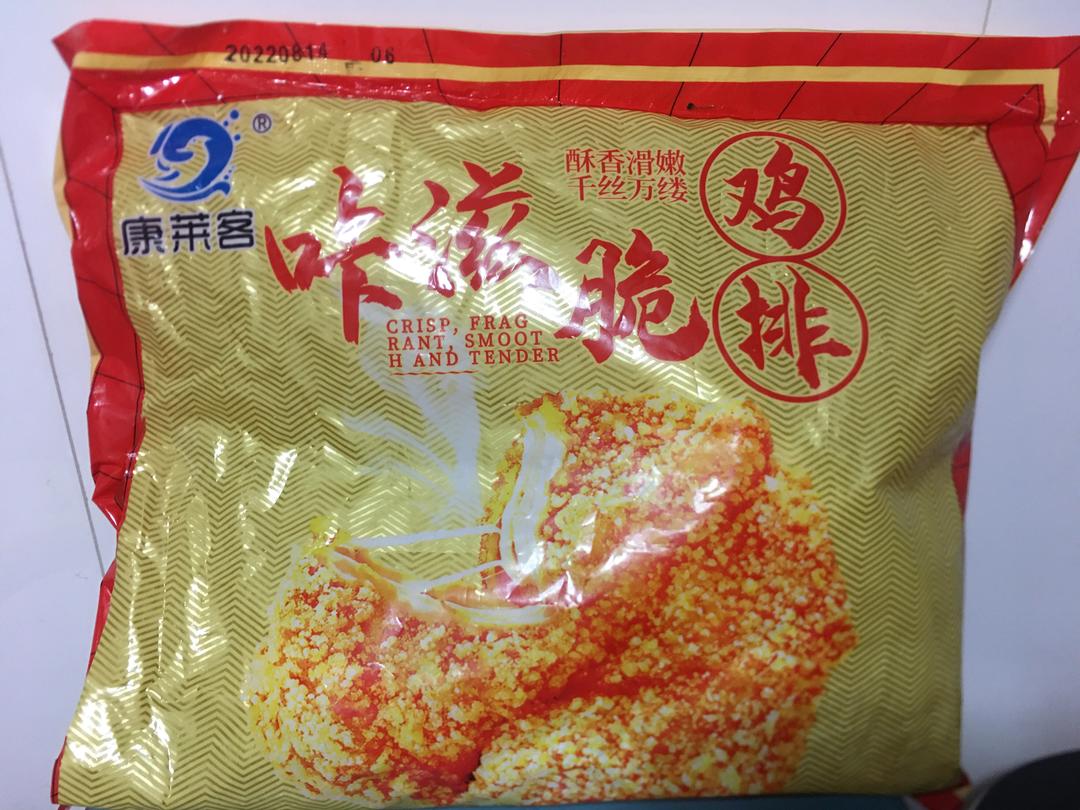 20220814 06
®
康莱客
咔滋脆
酥香滑嫩
千丝万缕
鸡排
CRISP, FRAG
RANT, SMOOT
H AND TENDER